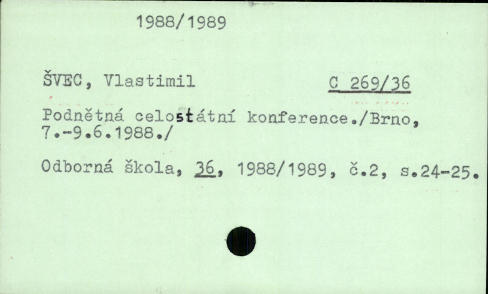 1988/1989
ŠVEC, Vlastimil C 269/36
Podnětná celostátní konference./Brno,
7.-9.6.1988./
Odborná škola, 36, 1988/1989, č.2, s.24-25.